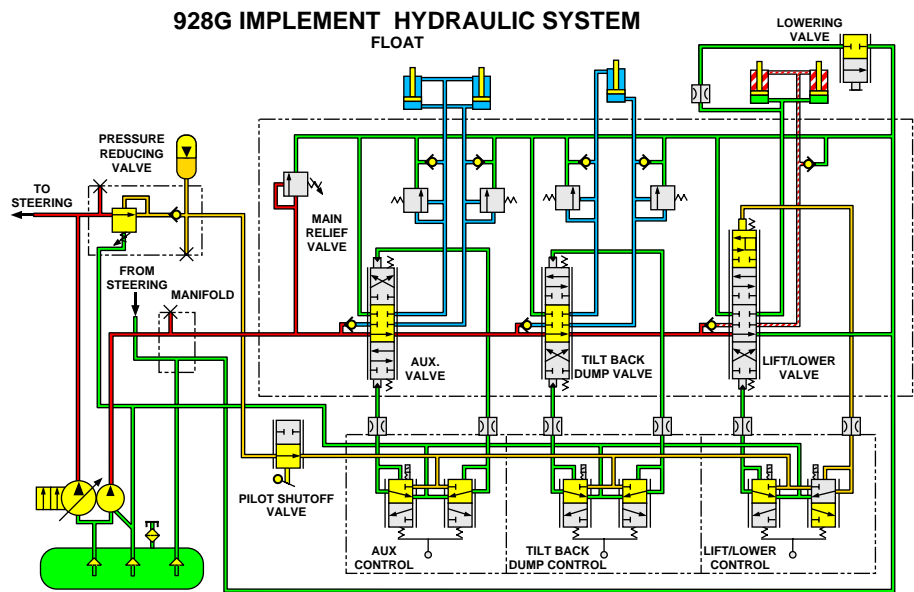 928G IMPLEMENT HYDRAULIC SYSTEM
FLOAT
LOWERING
VALVE
PRESSURE
REDUCING
VALVE
TO
STEERING
MAIN
RELIEF
VALVE
FROM
STEERING
MANIFOLD
AUX.
VALVE
TILT BACK
DUMP VALVE
LIFT/LOWER
VALVE
PILOT SHUTOFF
VALVE
AUX
CONTROL
TILT BACK
DUMP CONTROL
LIFT/LOWER
CONTROL